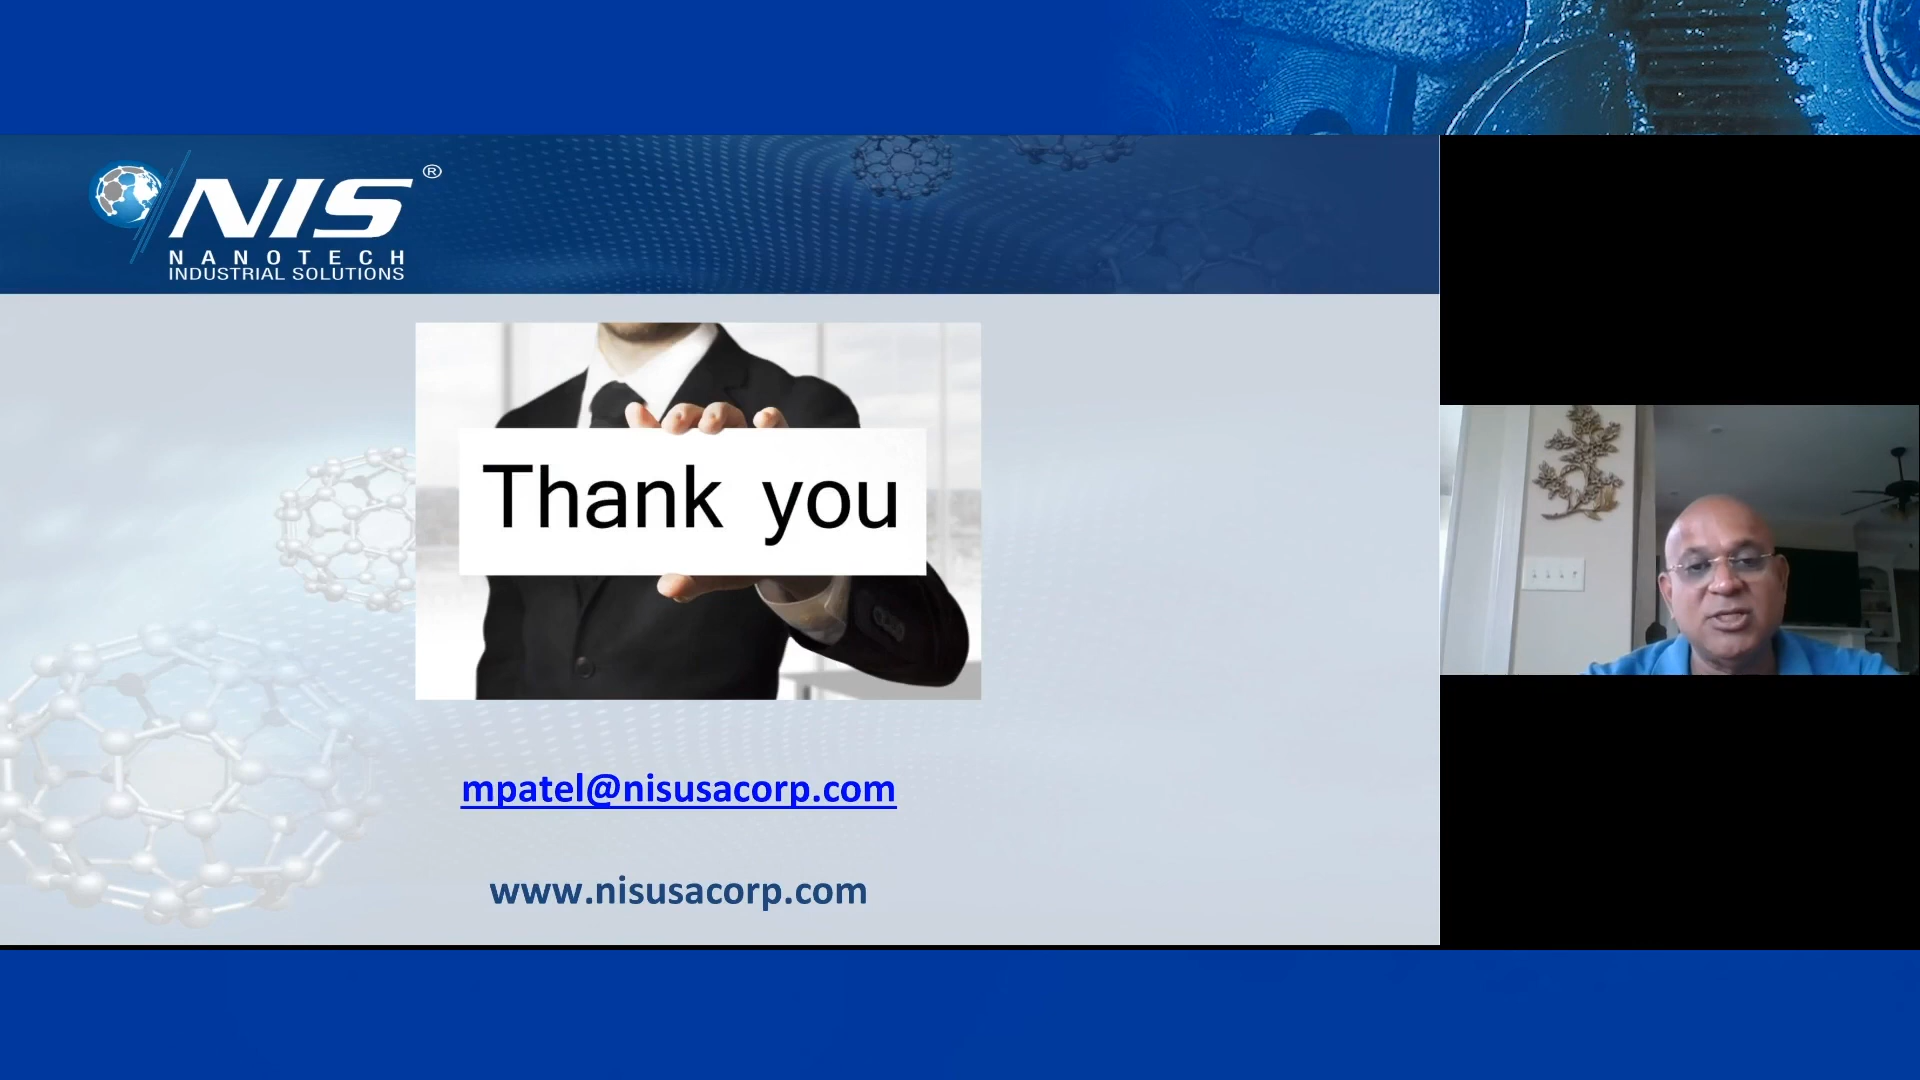 NIS ®
NANOTECH
INDUSTRIAL SOLUTIONS
Thank you
mpatel@nisusacorp.com
www.nisusacorp.com